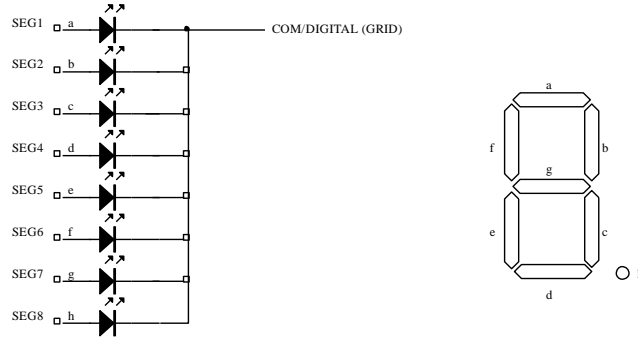 SEG1 a COM/DIGITAL (GRID)
SEG2 b
SEG3 c
SEG4 d
SEG5 e
SEG6 f
SEG7 g
SEG8 h
a
f b
g
e c
d